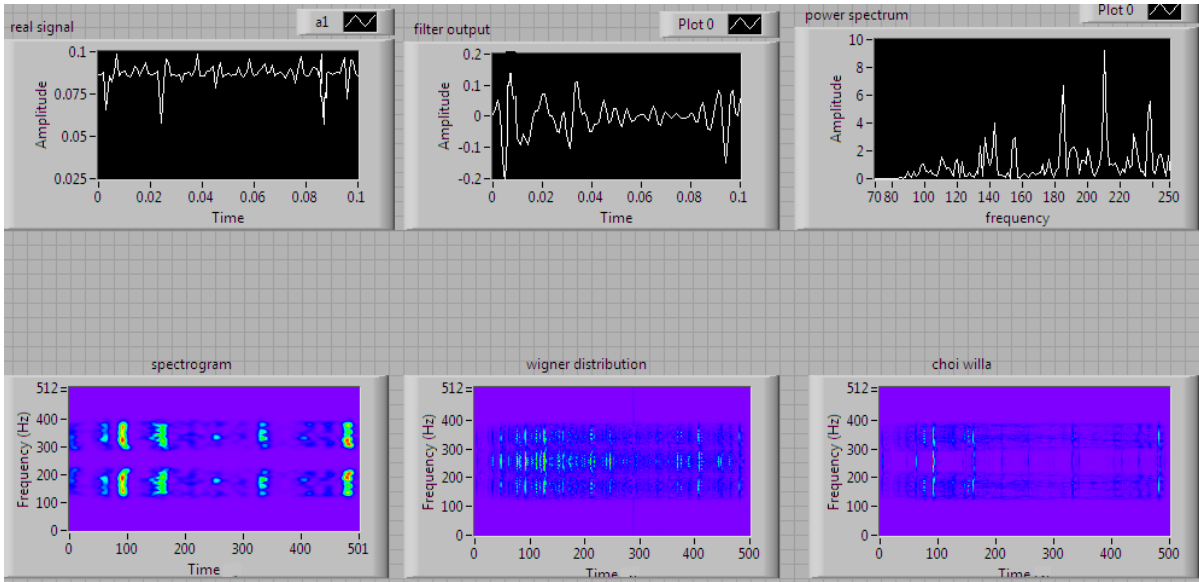 real signal
a1
Amplitude
0.1
0.075
0.05
0.025
0 0.02 0.04 0.06 0.08 0.1
Time
filter output
Plot 0
Amplitude
0.2
0.1
0
-0.1
-0.2
0 0.02 0.04 0.06 0.08 0.1
Time
power spectrum
Plot 0
Amplitude
10
8
6
4
2
0
70 80 100 120 140 160 180 200 220 250
frequency
spectrogram
Frequency (Hz)
512
400
300
200
100
0
0 100 200 300 400 501
Time
wigner distribution
Frequency (Hz)
512
400
300
200
100
0
0 100 200 300 400 500
Time
choi willa
Frequency (Hz)
512
400
300
200
100
0
0 100 200 300 400 500
Time